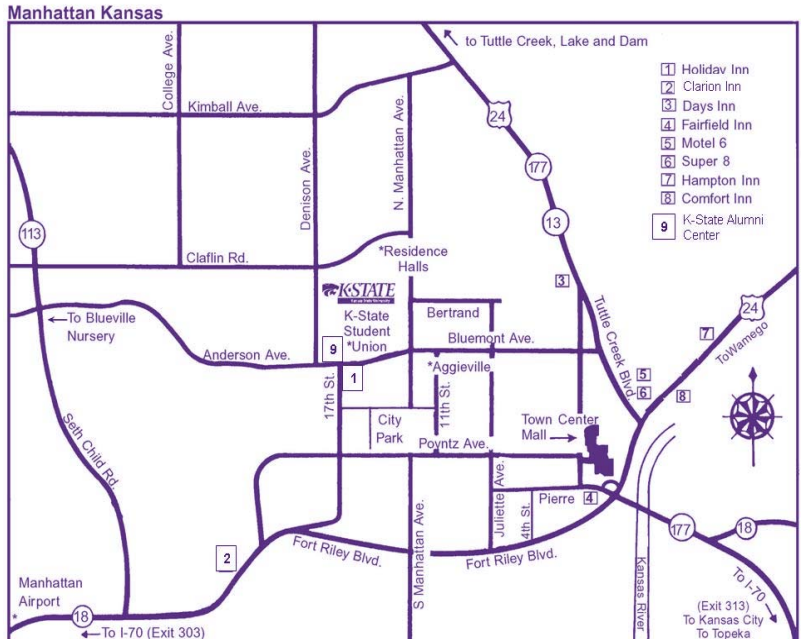 Manhattan Kansas
to Tuttle Creek, Lake and Dam
College Ave.
Kimball Ave.
Denison Ave.
N. Manhattan Ave.
24
177
13
1 Holiday Inn
2 Clarion Inn
3 Days Inn
4 Fairfield Inn
5 Motel 6
6 Super 8
7 Hampton Inn
8 Comfort Inn
9 K-State Alumni
Center
113
Claflin Rd.
*Residence
Halls
3
K-STATE
Kansas State University
K-State
Student
*Union
Bertrand
Bluemont Ave.
Tuttle Creek Blvd.
24
7
To Wamego
To Blueville
Nursery
Anderson Ave.
9
1
*Aggieville
5
6
8
17th St.
11th St.
City
Park
Town Center
Mall
Poyntz Ave.
Seth Child Rd.
Juliette Ave.
4th St.
Pierre
4
177
18
2
Fort Riley Blvd.
S Manhattan Ave.
Fort Riley Blvd.
Kansas River
To I-70
(Exit 313)
To Kansas City
To Topeka
Manhattan
Airport
*
18
To I-70 (Exit 303)